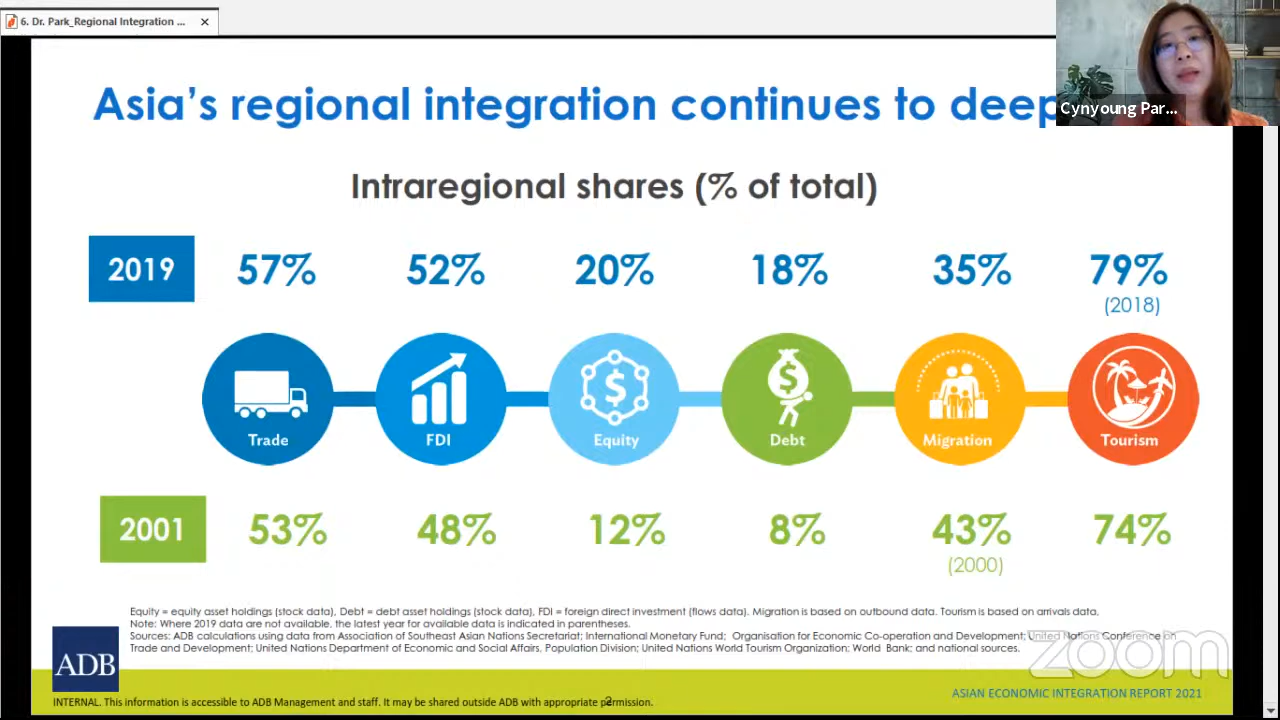 6. Dr. Park_Regional Integration ...
Cynyoung Par...
Asia's regional integration continues to deep
Intraregional shares (% of total)
2019 57% 52% 20% 18% 35% 79%
(2018)
Trade FDI Equity Debt Migration Tourism
2001 53% 48% 12% 8% 43% 74%
(2000)
Equity = equity asset holdings (stock data), Debt = debt asset holdings (stock data), FDI = foreign direct investment (flows data). Migration is based on outbound data. Tourism is based on arrivals data.
Note: Where 2019 data are not available, the latest year for available data is indicated in parentheses.
Sources: ADB calculations using data from Association of Southeast Asian Nations Secretariat; International Monetary Fund; Organisation for Economic Co-operation and Development; United Nations Conference on
Trade and Development; United Nations Department of Economic and Social Affairs, Population Division; United Nations World Tourism Organization; World Bank; and national sources.
zoom
ADB
ASIAN ECONOMIC INTEGRATION REPORT 2021
INTERNAL. This information is accessible to ADB Management and staff. It may be shared outside ADB with appropriate permission.
2